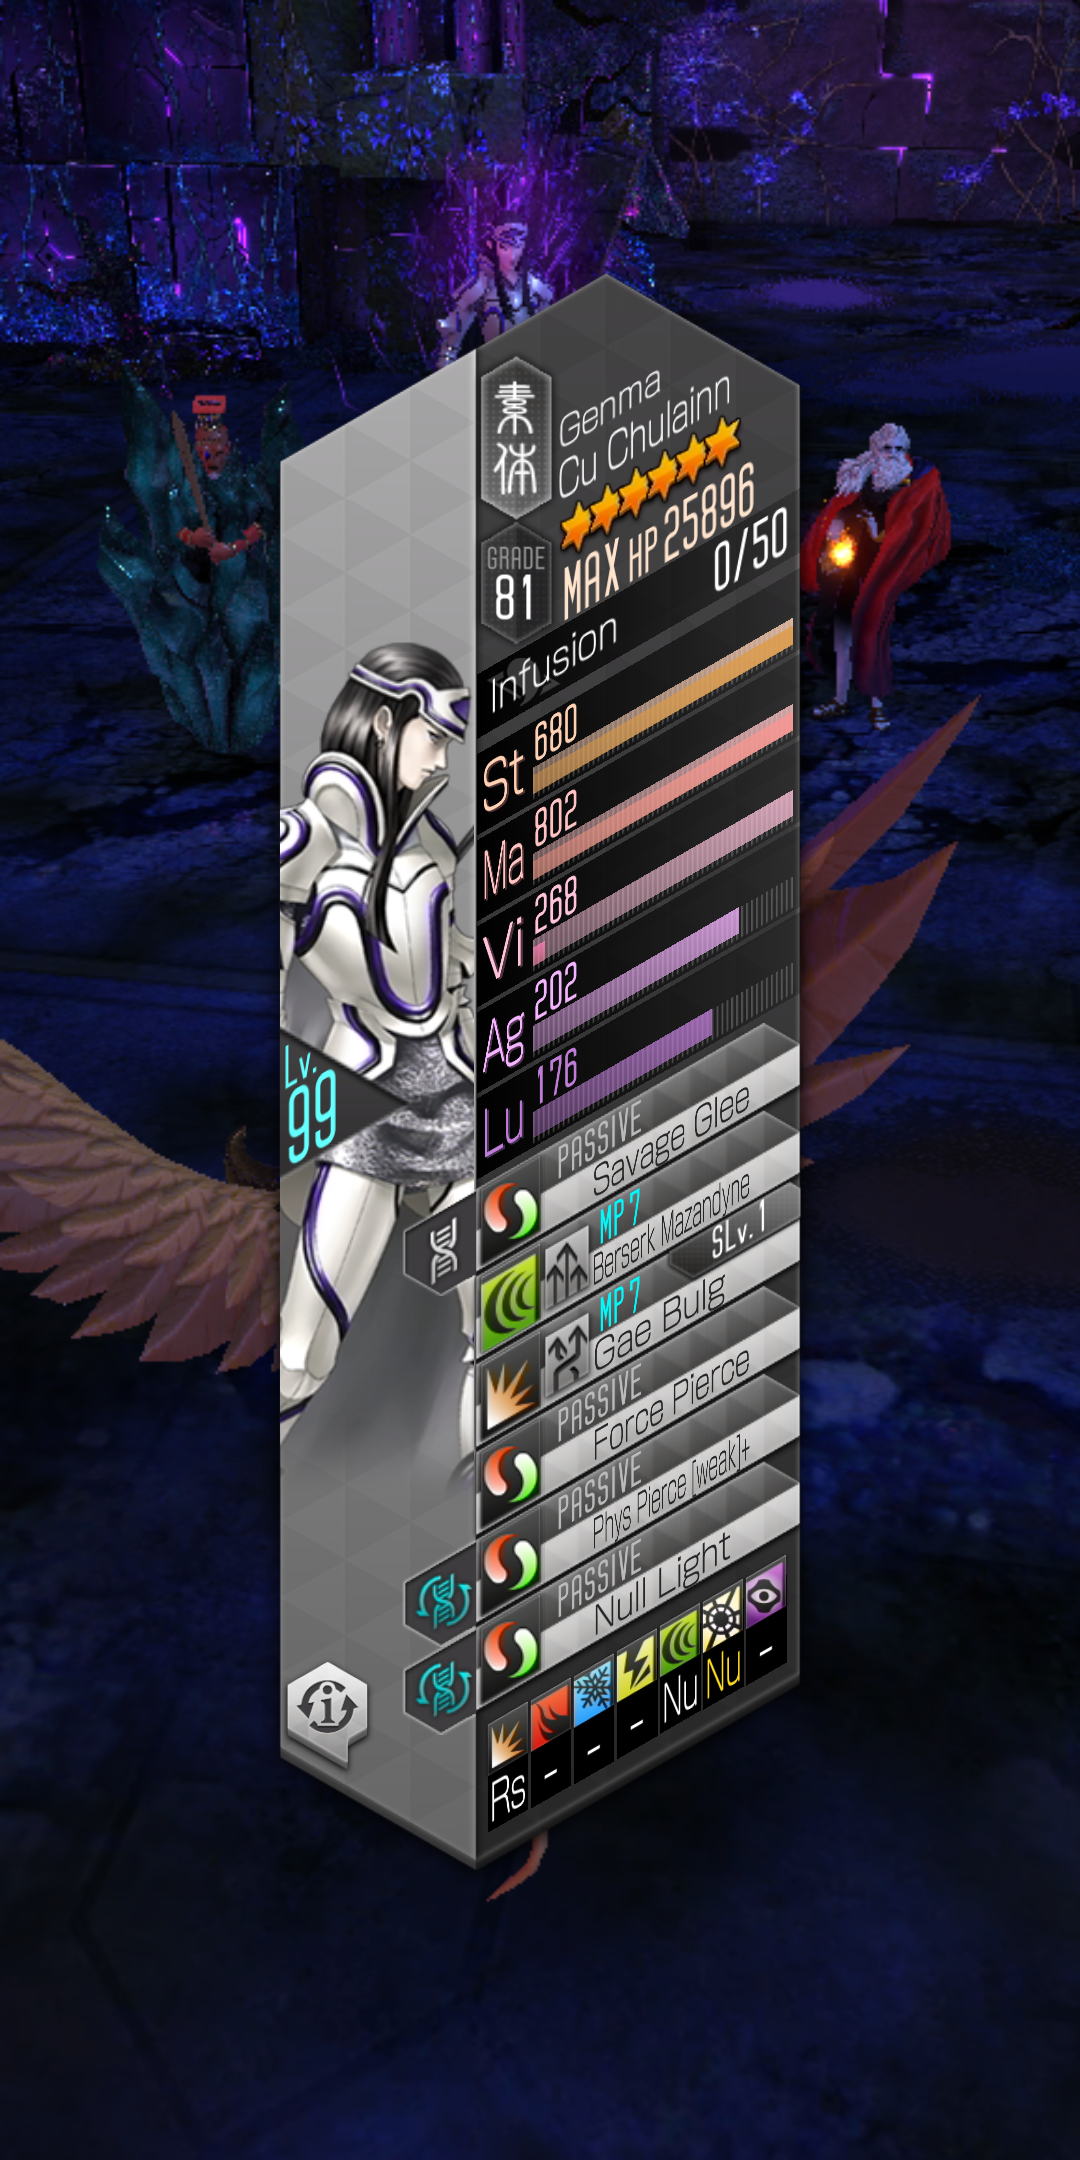 素体
Genma
Cu Chulainn
GRADE
81
MAX HP 25896
0/50
Infusion
St 680
Ma 802
Vi 268
Ag 202
Lu 176
Lv.
99
PASSIVE
Savage Glee
MP 7
Berserk Mazandyne
SLv. 1
MP 7
Gae Bulg
PASSIVE
Force Pierce
PASSIVE
Phys Pierce [weak]+
PASSIVE
Null Light
Rs - - - Nu Nu -